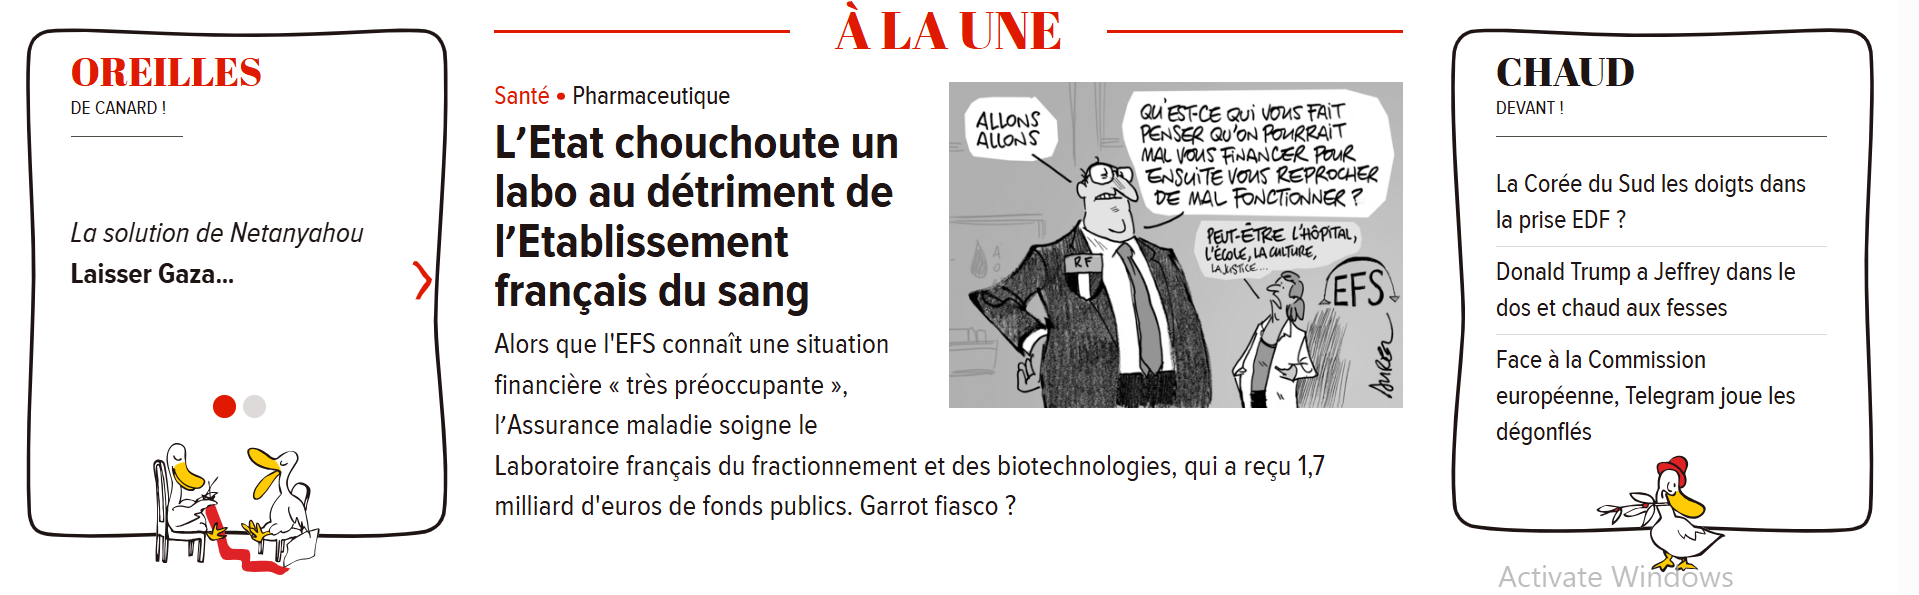 À LA UNE
OREILLES
DE CANARD !
La solution de Netanyahou
Laisser Gaza...
Santé • Pharmaceutique
L’Etat chouchoute un
labo au détriment de
l’Etablissement
français du sang
Alors que l'EFS connaît une situation
financière « très préoccupante »,
l’Assurance maladie soigne le
Laboratoire français du fractionnement et des biotechnologies, qui a reçu 1,7
milliard d'euros de fonds publics. Garrot fiasco ?
ALLONS
ALLONS
QU'EST-CE QUI VOUS FAIT
PENSER QU'ON POURRAIT
MAL VOUS FINANCER POUR
ENSUITE VOUS REPROCHER
DE MAL FONCTIONNER ?
PEUT-ÊTRE L'HÔPITAL,
L'ÉCOLE, LA CULTURE,
LA JUSTICE...
RF
A
O
EFS
AUREL
CHAUD
DEVANT !
La Corée du Sud les doigts dans
la prise EDF ?
Donald Trump a Jeffrey dans le
dos et chaud aux fesses
Face à la Commission
européenne, Telegram joue les
dégonflés
Activate Windows